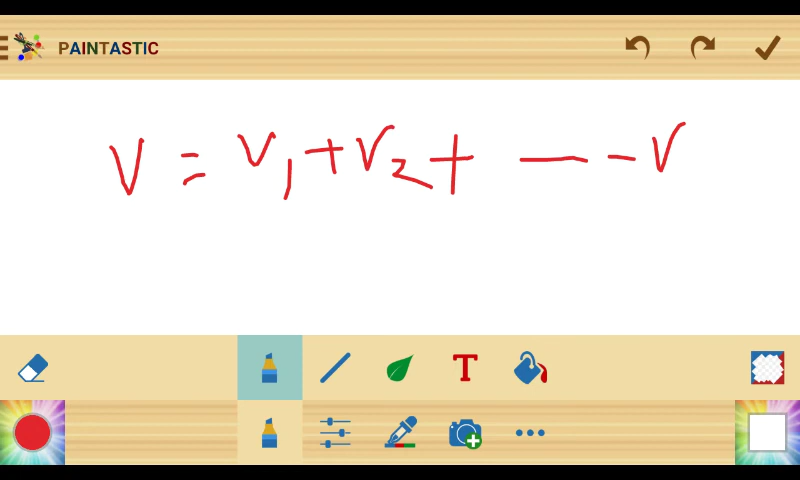 PAINTASTIC
V = V₁ + V₂ + — - V
T